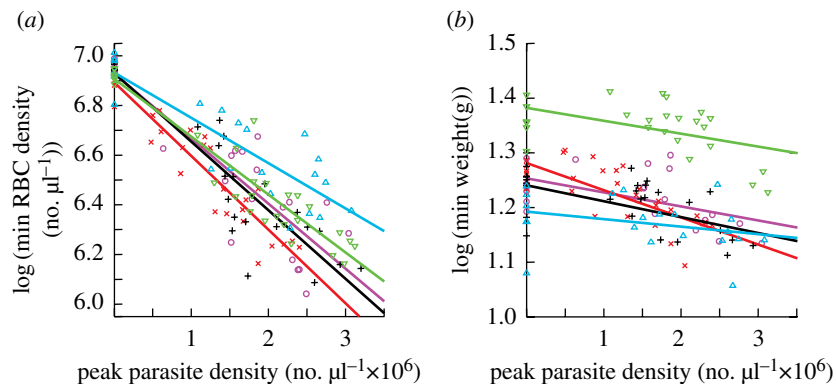 (a)
(b)
7.0
6.8
6.6
6.4
6.2
6.0
log (min RBC density
(no. µl⁻¹))
1
2
3
peak parasite density (no. µl⁻¹×10⁶)
1.5
1.4
1.3
1.2
1.1
1.0
log (min weight(g)
1
2
3
peak parasite density (no. µl⁻¹×10⁶)